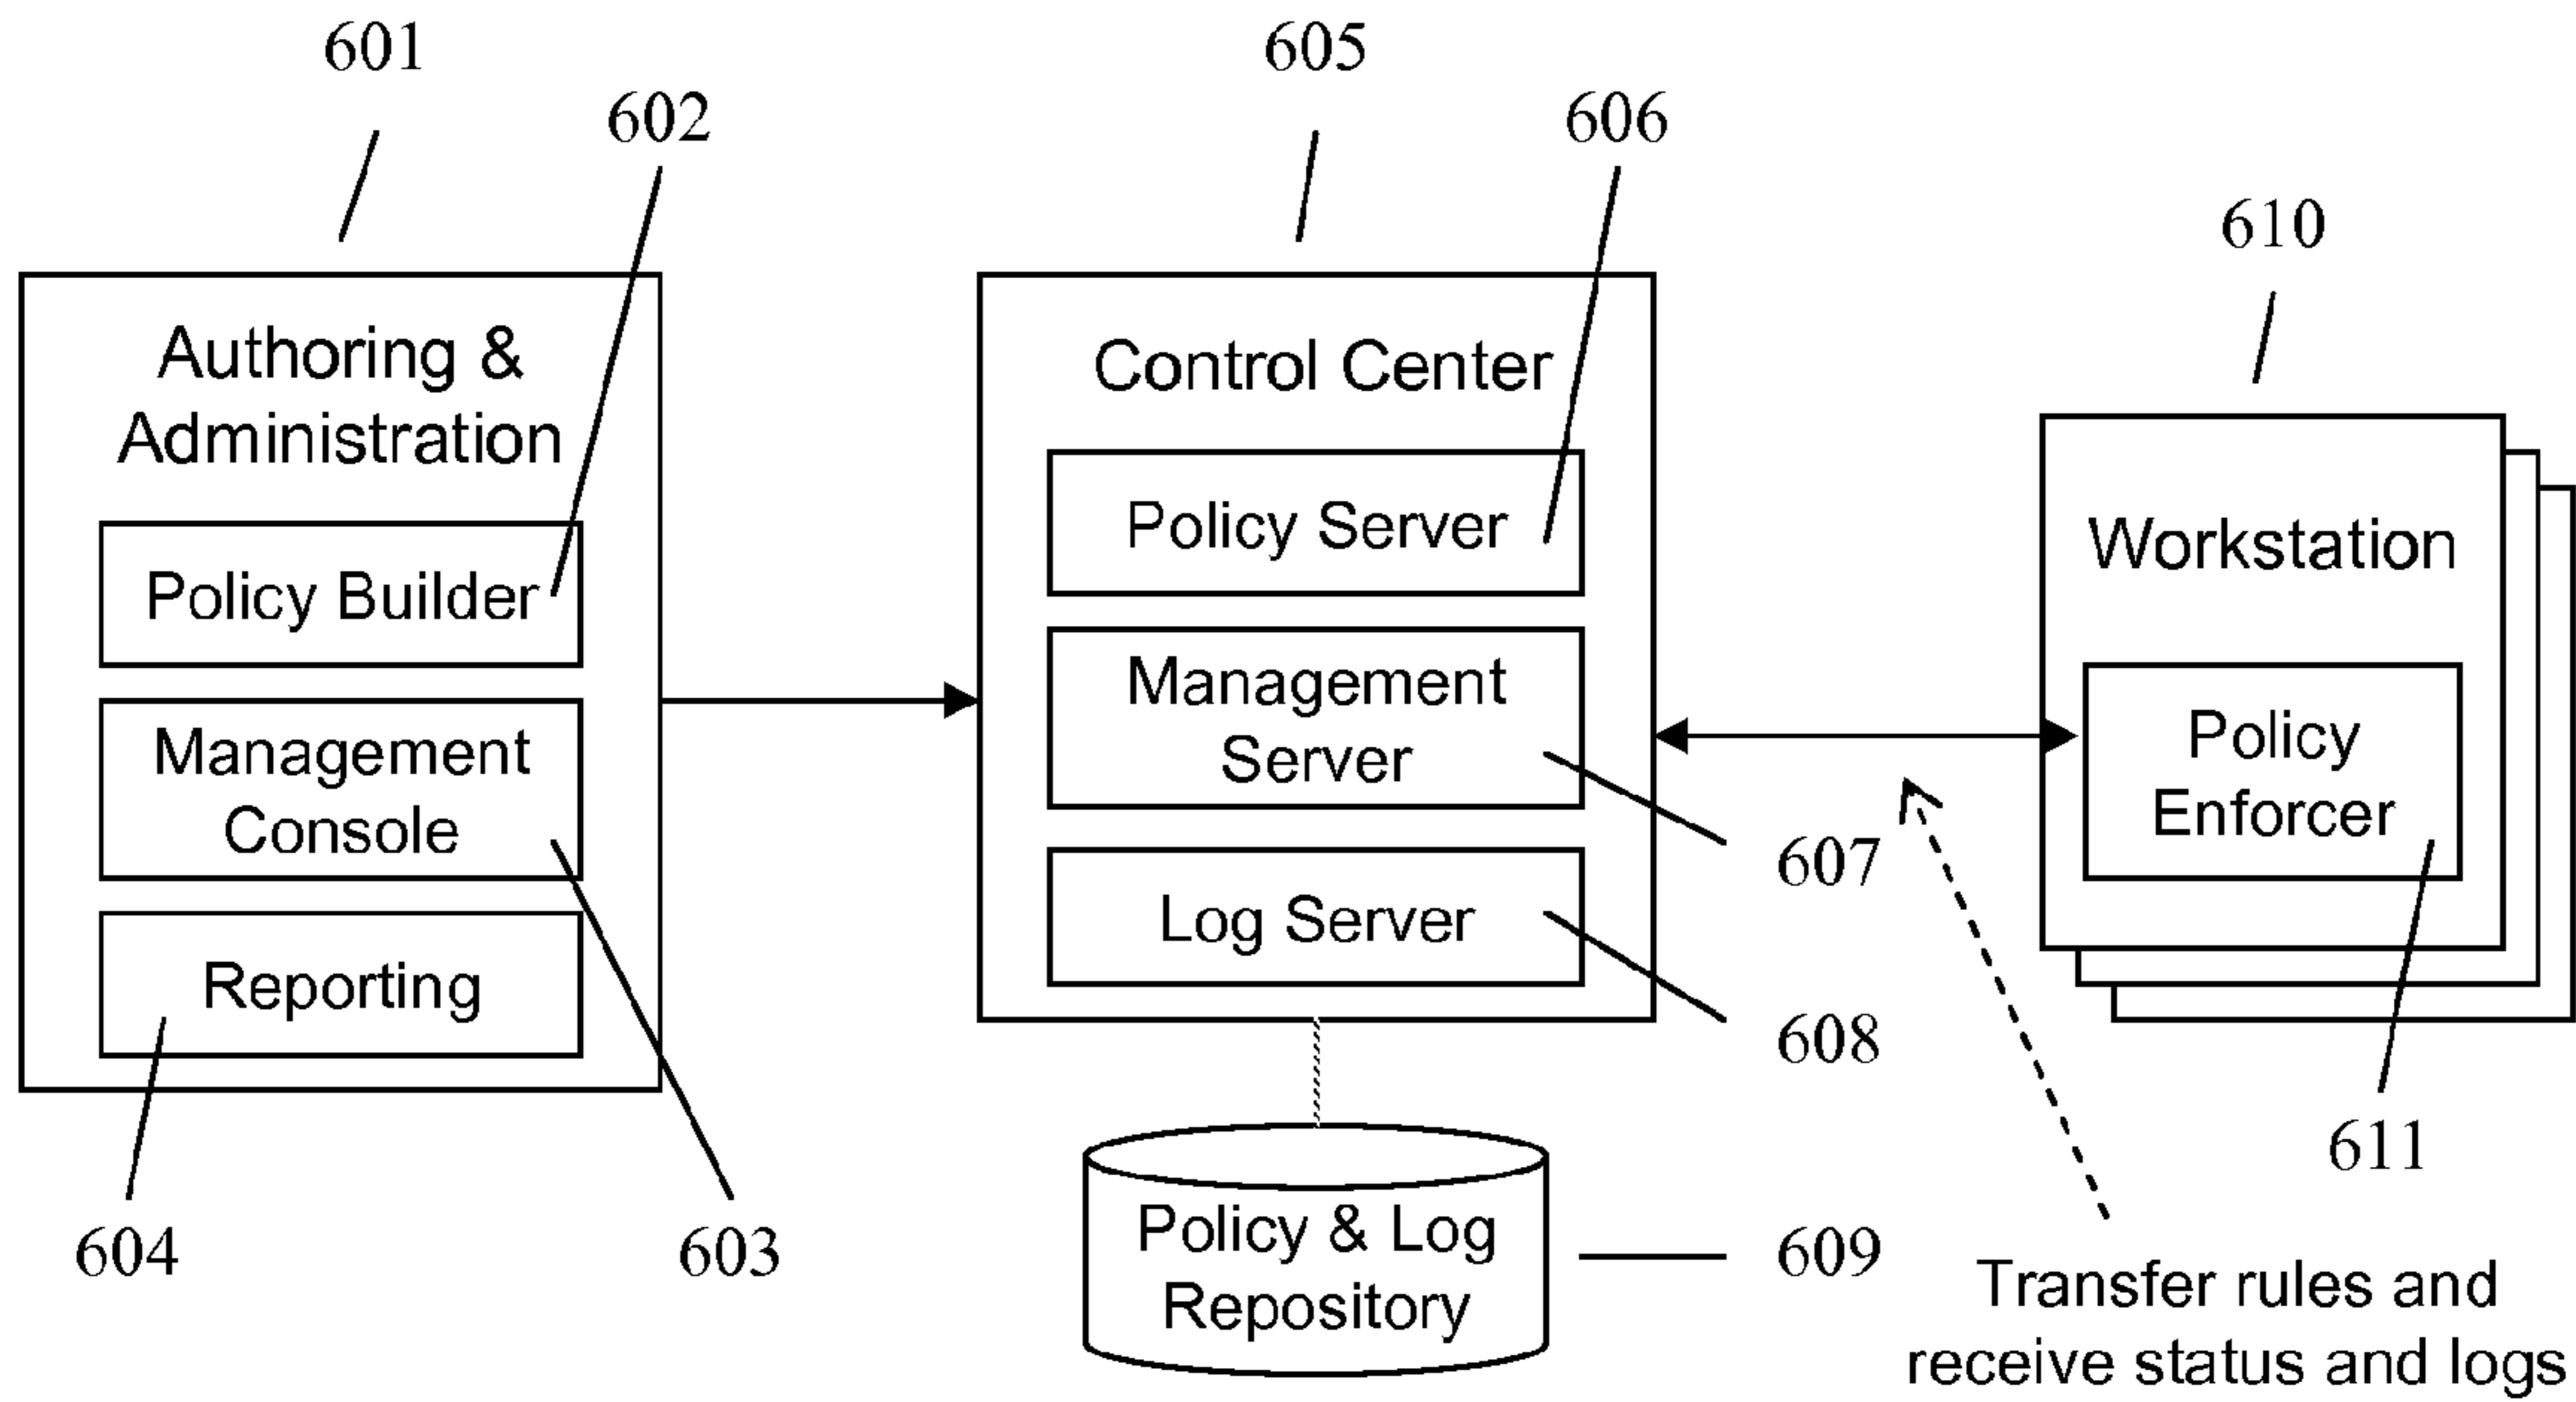 601
602
605
606
610
Authoring &
Administration
Policy Builder
Management
Console
Reporting
604
603
Control Center
Policy Server
Management
Server
Log Server
607
608
Policy & Log
Repository
609
Workstation
Policy
Enforcer
611
Transfer rules and
receive status and logs